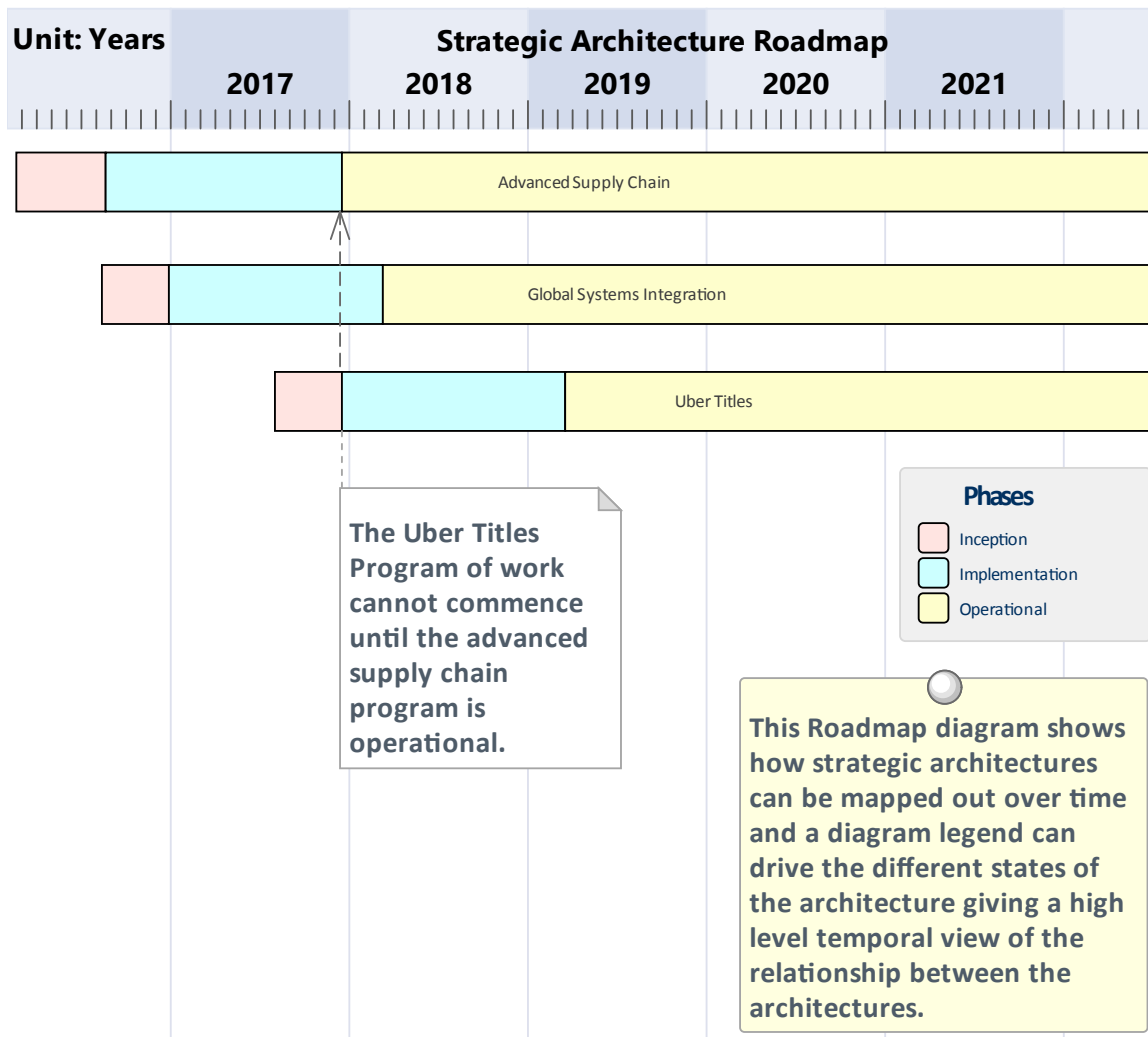 Unit: Years
Strategic Architecture Roadmap
2017 2018 2019 2020 2021
Advanced Supply Chain
Global Systems Integration
Uber Titles
The Uber Titles
Program of work
cannot commence
until the advanced
supply chain
program is
operational.
Phases
Inception
Implementation
Operational
This Roadmap diagram shows
how strategic architectures
can be mapped out over time
and a diagram legend can
drive the different states of
the architecture giving a high
level temporal view of the
relationship between the
architectures.